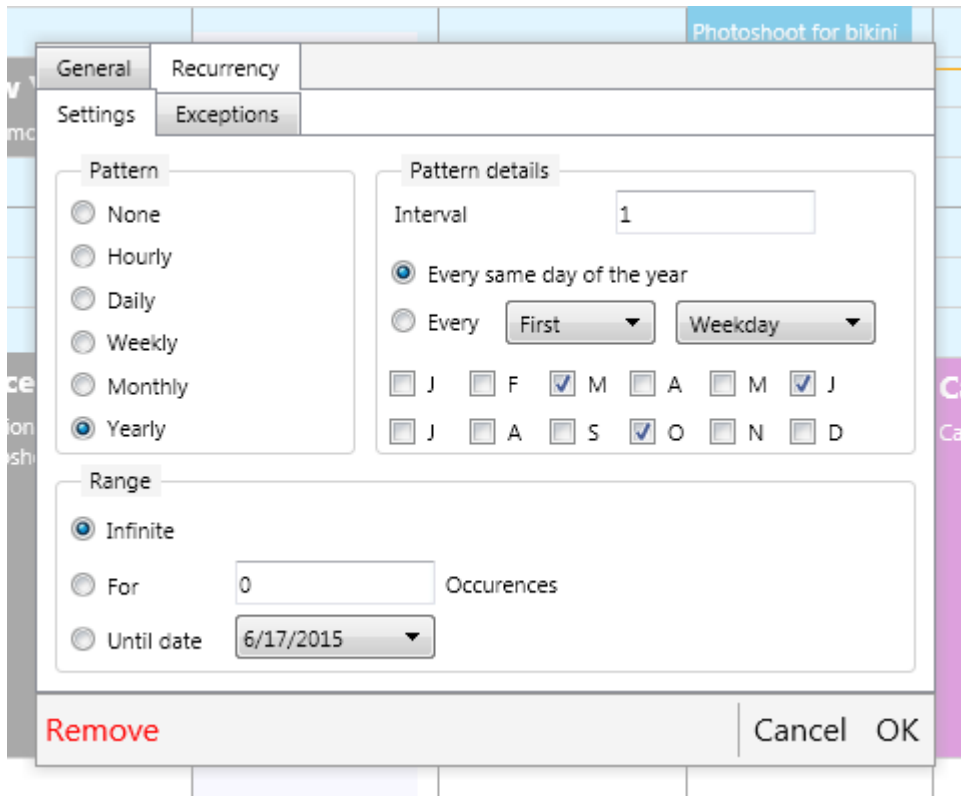 Photoshoot for bikini
General Recurrency
Settings Exceptions
Pattern
None
Hourly
Daily
Weekly
Monthly
Yearly
Pattern details
Interval 1
Every same day of the year
Every First Weekday
J F M A M J
J A S O N D
Range
Infinite
For 0 Occurences
Until date 6/17/2015
Remove Cancel OK